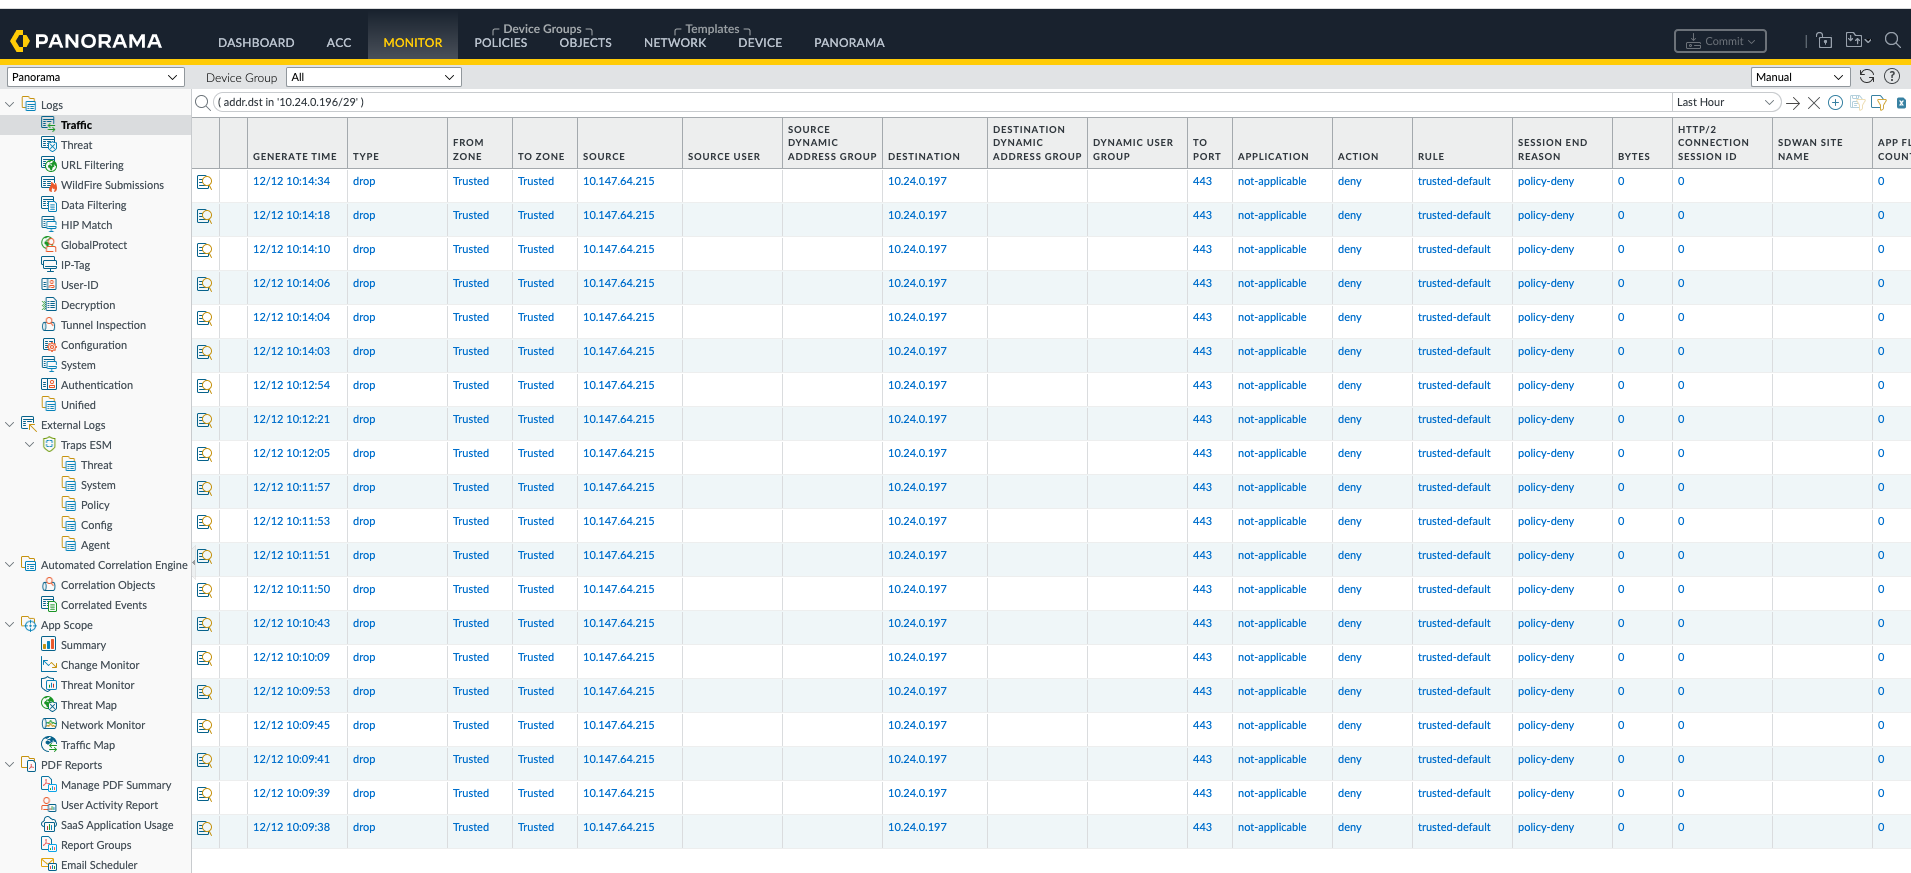 Device Groups Templates
PANORAMA DASHBOARD ACC MONITOR POLICIES OBJECTS NETWORK DEVICE PANORAMA Commit
Panorama Device Group All Manual
( addr.dst in '10.24.0.196/29' ) Last Hour
Logs
Traffic
Threat
URL Filtering
WildFire Submissions
Data Filtering
HIP Match
GlobalProtect
IP-Tag
User-ID
Decryption
Tunnel Inspection
Configuration
System
Authentication
Unified
External Logs
Traps ESM
Threat
System
Policy
Config
Agent
Automated Correlation Engine
Correlation Objects
Correlated Events
App Scope
Summary
Change Monitor
Threat Monitor
Threat Map
Network Monitor
Traffic Map
PDF Reports
Manage PDF Summary
User Activity Report
SaaS Application Usage
Report Groups
Email Scheduler
GENERATE TIME TYPE FROM ZONE TO ZONE SOURCE SOURCE USER SOURCE DYNAMIC ADDRESS GROUP DESTINATION DESTINATION DYNAMIC ADDRESS GROUP DYNAMIC USER GROUP TO PORT APPLICATION ACTION RULE SESSION END REASON BYTES HTTP/2 CONNECTION SESSION ID SDWAN SITE NAME APP FL COUNT
12/12 10:14:34 drop Trusted Trusted 10.147.64.215 10.24.0.197 443 not-applicable deny trusted-default policy-deny 0 0 0
12/12 10:14:18 drop Trusted Trusted 10.147.64.215 10.24.0.197 443 not-applicable deny trusted-default policy-deny 0 0 0
12/12 10:14:10 drop Trusted Trusted 10.147.64.215 10.24.0.197 443 not-applicable deny trusted-default policy-deny 0 0 0
12/12 10:14:06 drop Trusted Trusted 10.147.64.215 10.24.0.197 443 not-applicable deny trusted-default policy-deny 0 0 0
12/12 10:14:04 drop Trusted Trusted 10.147.64.215 10.24.0.197 443 not-applicable deny trusted-default policy-deny 0 0 0
12/12 10:14:03 drop Trusted Trusted 10.147.64.215 10.24.0.197 443 not-applicable deny trusted-default policy-deny 0 0 0
12/12 10:12:54 drop Trusted Trusted 10.147.64.215 10.24.0.197 443 not-applicable deny trusted-default policy-deny 0 0 0
12/12 10:12:21 drop Trusted Trusted 10.147.64.215 10.24.0.197 443 not-applicable deny trusted-default policy-deny 0 0 0
12/12 10:12:05 drop Trusted Trusted 10.147.64.215 10.24.0.197 443 not-applicable deny trusted-default policy-deny 0 0 0
12/12 10:11:57 drop Trusted Trusted 10.147.64.215 10.24.0.197 443 not-applicable deny trusted-default policy-deny 0 0 0
12/12 10:11:53 drop Trusted Trusted 10.147.64.215 10.24.0.197 443 not-applicable deny trusted-default policy-deny 0 0 0
12/12 10:11:51 drop Trusted Trusted 10.147.64.215 10.24.0.197 443 not-applicable deny trusted-default policy-deny 0 0 0
12/12 10:11:50 drop Trusted Trusted 10.147.64.215 10.24.0.197 443 not-applicable deny trusted-default policy-deny 0 0 0
12/12 10:10:43 drop Trusted Trusted 10.147.64.215 10.24.0.197 443 not-applicable deny trusted-default policy-deny 0 0 0
12/12 10:10:09 drop Trusted Trusted 10.147.64.215 10.24.0.197 443 not-applicable deny trusted-default policy-deny 0 0 0
12/12 10:09:53 drop Trusted Trusted 10.147.64.215 10.24.0.197 443 not-applicable deny trusted-default policy-deny 0 0 0
12/12 10:09:45 drop Trusted Trusted 10.147.64.215 10.24.0.197 443 not-applicable deny trusted-default policy-deny 0 0 0
12/12 10:09:41 drop Trusted Trusted 10.147.64.215 10.24.0.197 443 not-applicable deny trusted-default policy-deny 0 0 0
12/12 10:09:39 drop Trusted Trusted 10.147.64.215 10.24.0.197 443 not-applicable deny trusted-default policy-deny 0 0 0
12/12 10:09:38 drop Trusted Trusted 10.147.64.215 10.24.0.197 443 not-applicable deny trusted-default policy-deny 0 0 0